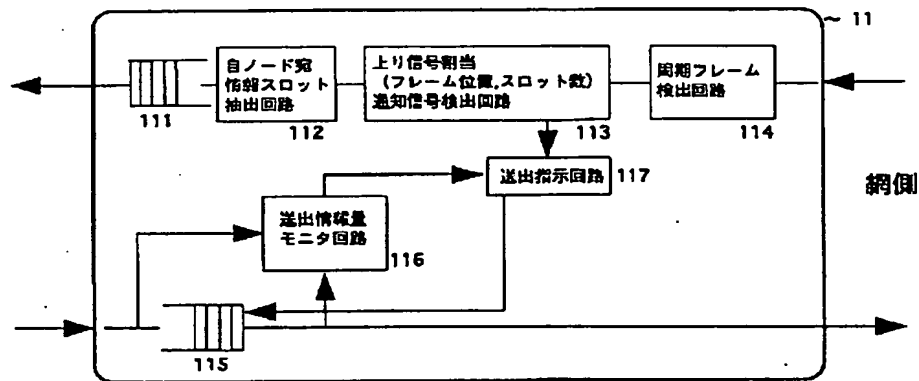 ~ 11
自ノード宛
情報スロット
抽出回路
上り信号割当
(フレーム位置,スロット数)
通知信号検出回路
周期フレーム
検出回路
111
112
113
114
送出指示回路 117
網側
送出情報量
モニタ回路
116
115